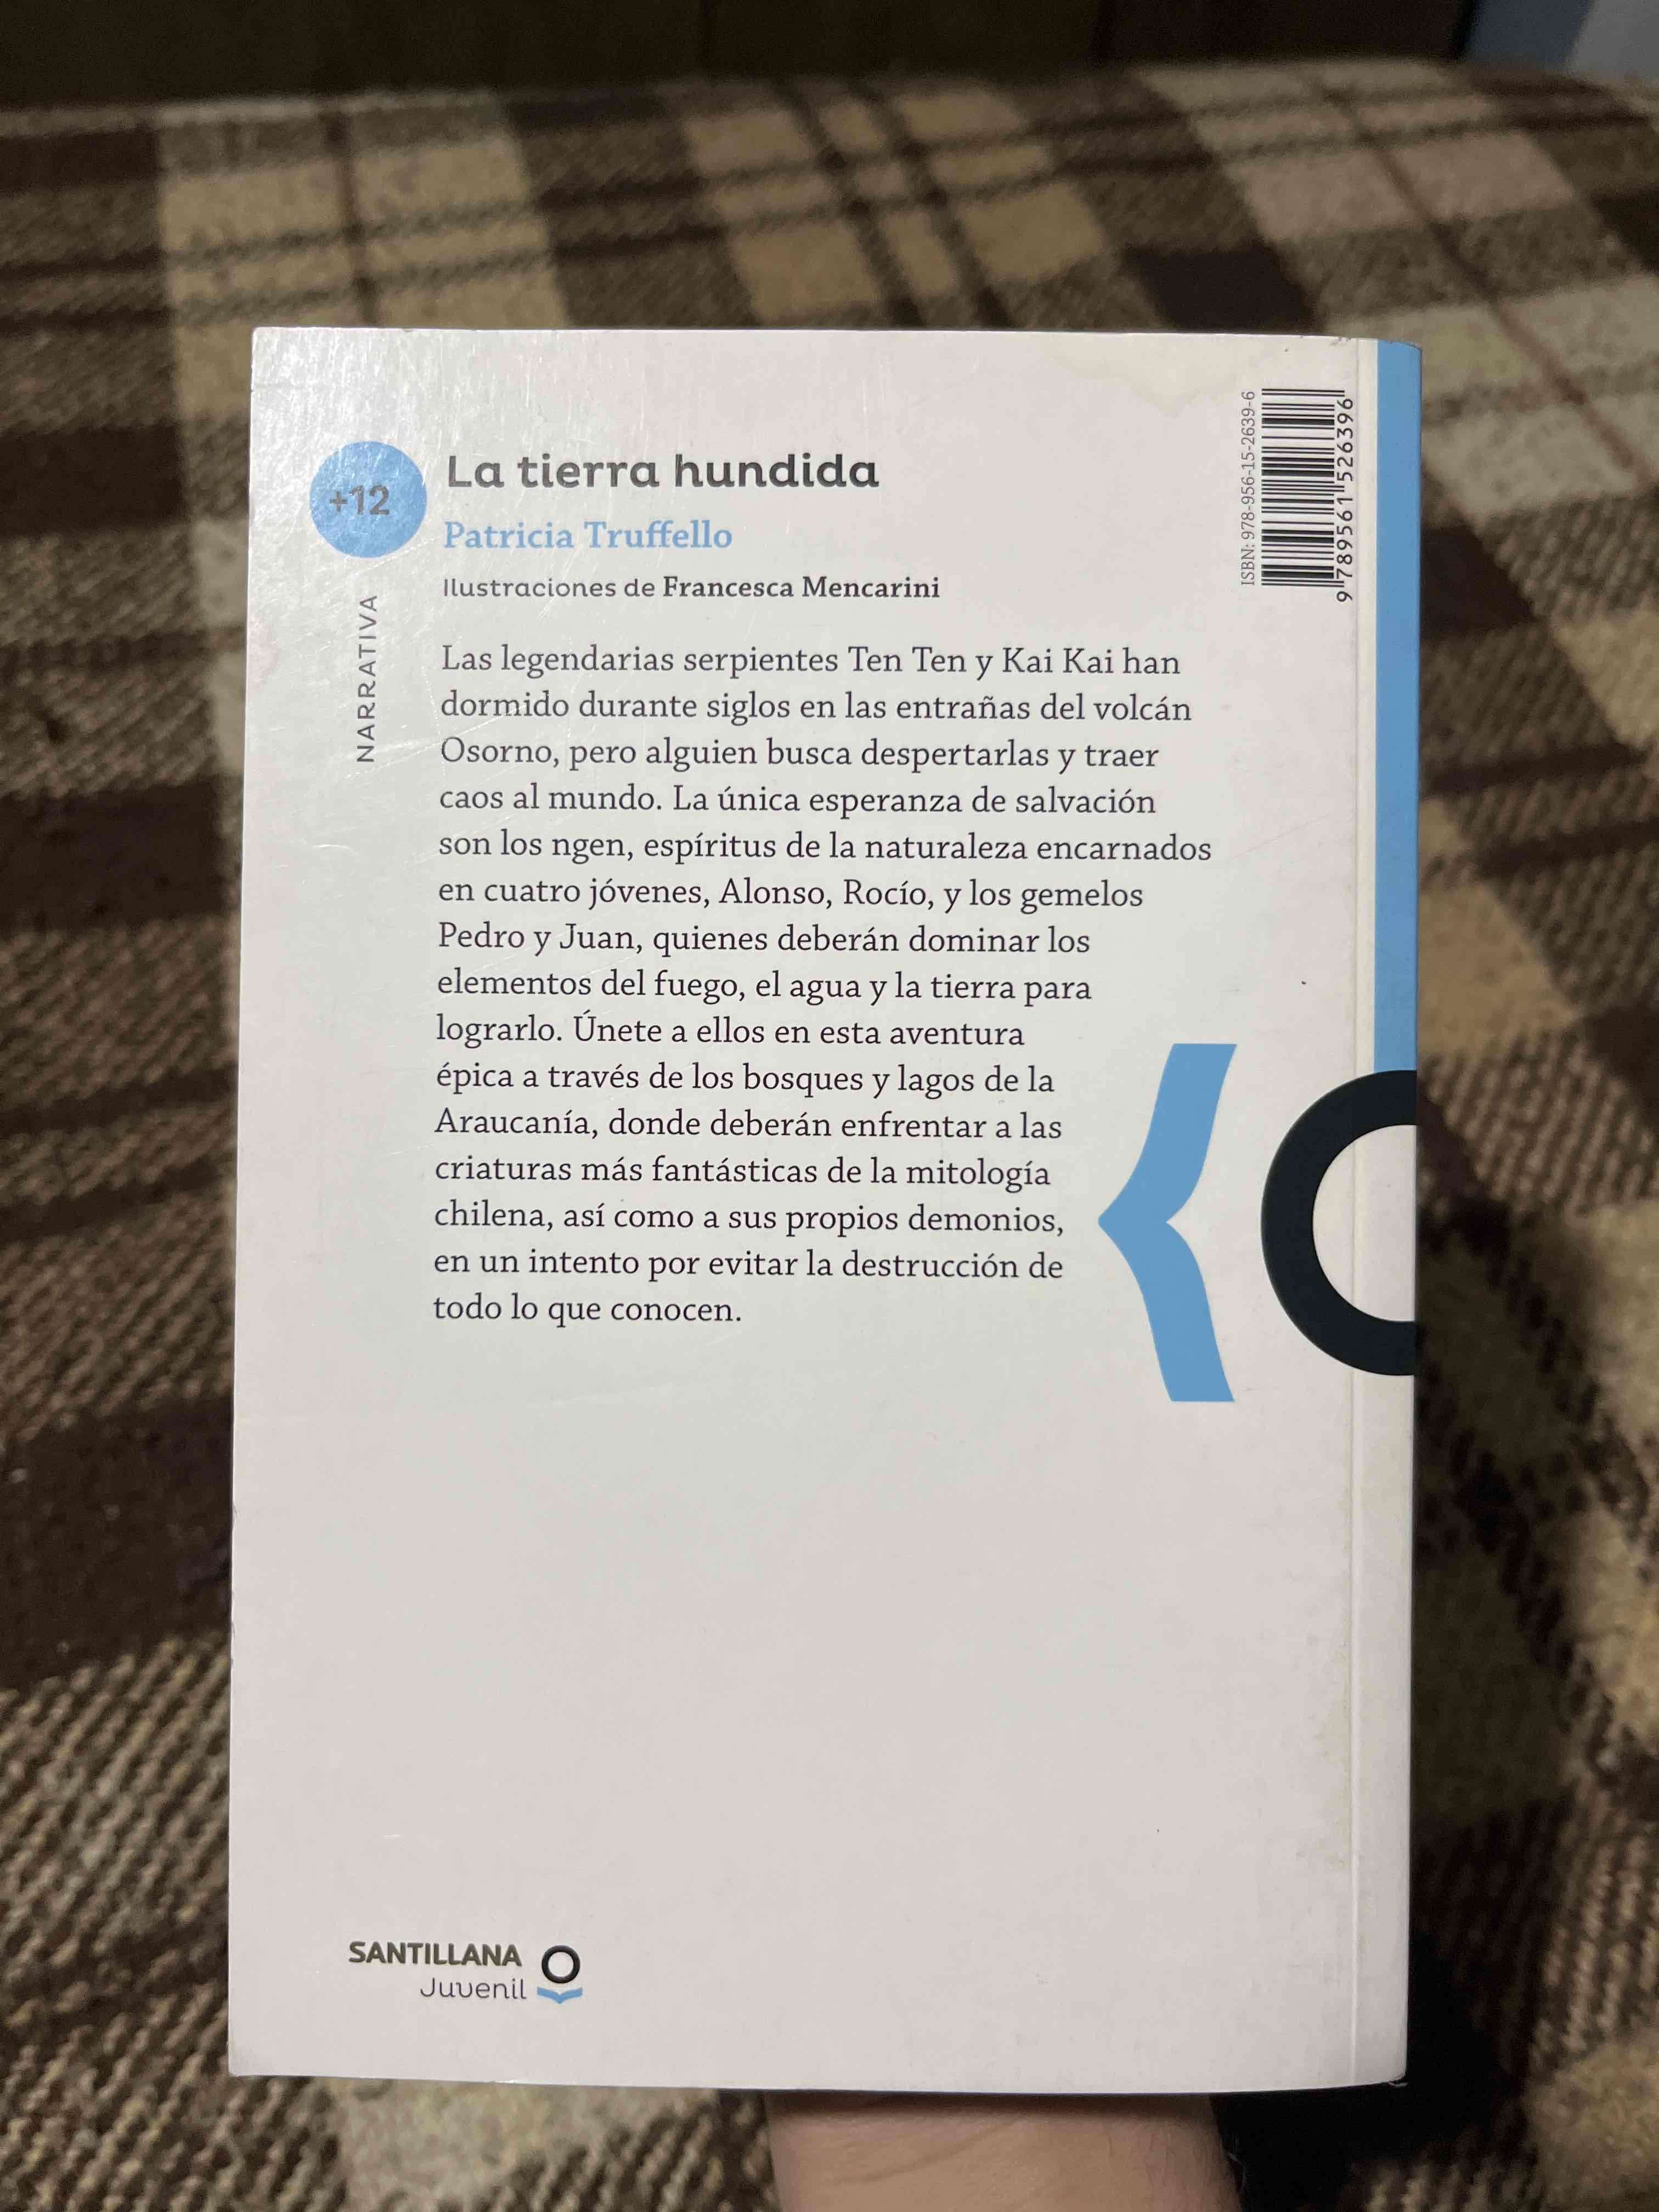 La tierra hundida
+12
Patricia Truffello
Ilustraciones de Francesca Mencarini
NARRATIVA
Las legendarias serpientes Ten Ten y Kai Kai han
dormido durante siglos en las entrañas del volcán
Osorno, pero alguien busca despertarlas y traer
caos al mundo. La única esperanza de salvación
son los ngen, espíritus de la naturaleza encarnados
en cuatro jóvenes, Alonso, Rocío, y los gemelos
Pedro y Juan, quienes deberán dominar los
elementos del fuego, el agua y la tierra para
lograrlo. Únete a ellos en esta aventura
épica a través de los bosques y lagos de la
Araucanía, donde deberán enfrentar a las
criaturas más fantásticas de la mitología
chilena, así como a sus propios demonios,
en un intento por evitar la destrucción de
todo lo que conocen.
ISBN: 978-956-15-2639-6
9 789561 526396
SANTILLANA
Juvenil